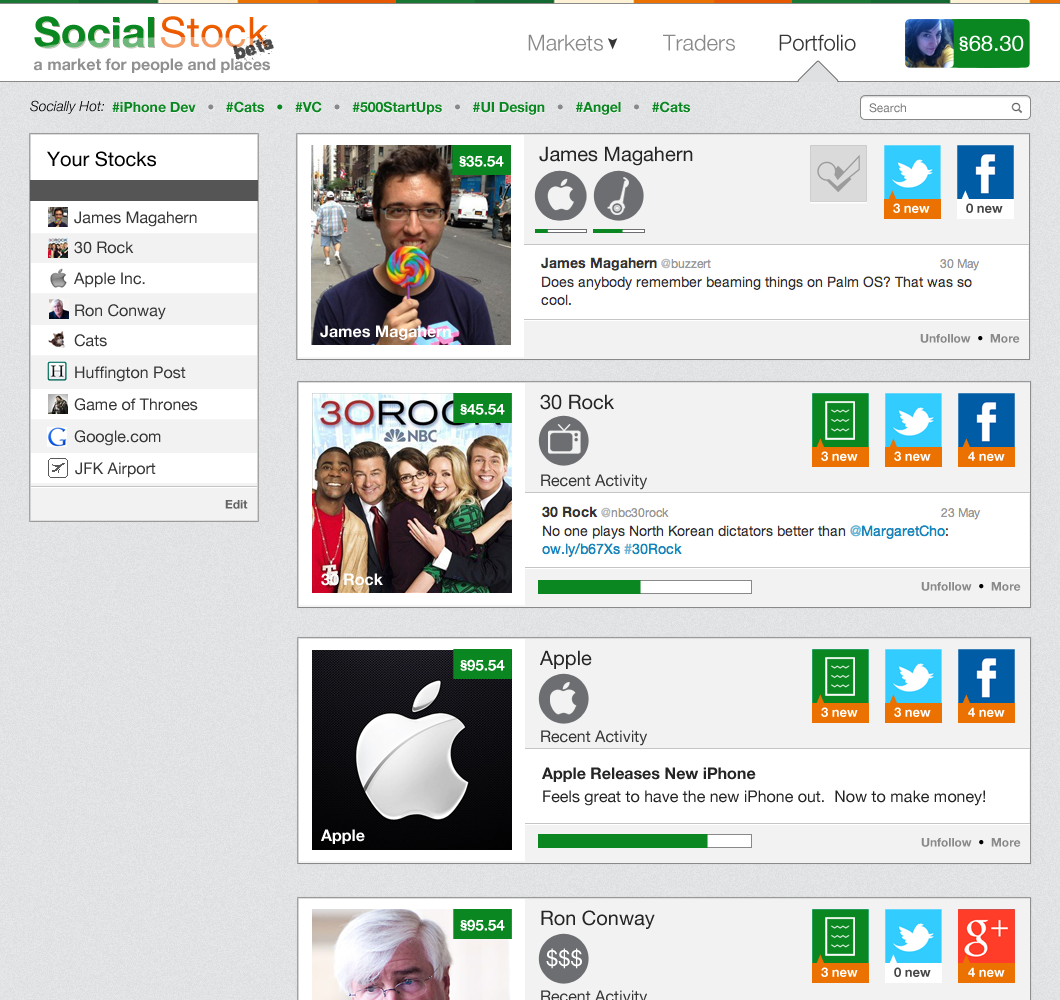 SocialStock
beta
a market for people and places
Markets ▾
Traders
Portfolio
§68.30
Socially Hot: #iPhone Dev • #Cats • #VC • #500StartUps • #UI Design • #Angel • #Cats
Search
Your Stocks
James Magahern
30 Rock
Apple Inc.
Ron Conway
Cats
H Huffington Post
Game of Thrones
G Google.com
JFK Airport
Edit
§35.54
James Magahern
James Magahern
3 new
f
0 new
James Magahern @buzzert 30 May
Does anybody remember beaming things on Palm OS? That was so
cool.
Unfollow • More
30 ROCK
NBC
§45.54
30 Rock
30 Rock
3 new
3 new
f
4 new
Recent Activity
30 Rock @nbc30rock 23 May
No one plays North Korean dictators better than @MargaretCho:
ow.ly/b67Xs #30Rock
Unfollow • More
§95.54
Apple
Apple
3 new
3 new
f
4 new
Recent Activity
Apple Releases New iPhone
Feels great to have the new iPhone out.  Now to make money!
Unfollow • More
§95.54
Ron Conway
$$$
3 new
0 new
g+
4 new
Recent Activity